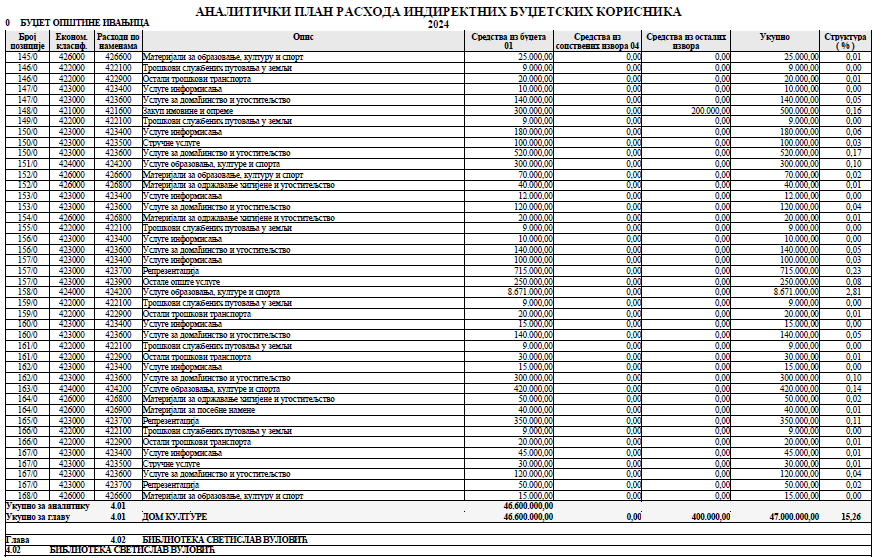 АНАЛИТИЧКИ ПЛАН РАСХОДА ИНДИРЕКТНИХ БУЏЕТСКИХ КОРИСНИКА
0 БУЏЕТ ОПШТИНЕ ИВАЊИЦА 2024
Број позиције Економ. класиф. Расходи по наменама Опис Средства из буџета 01 Средства из сопствених извора 04 Средства из осталих извора Укупно Структура ( % )
145/0 426000 426600 Материјали за образовање, културу и спорт 25.000,00 0,00 0,00 25.000,00 0,01
146/0 422000 422100 Трошкови службених путовања у земљи 9.000,00 0,00 0,00 9.000,00 0,00
146/0 422000 422900 Остали трошкови транспорта 20.000,00 0,00 0,00 20.000,00 0,01
147/0 423000 423400 Услуге информисања 10.000,00 0,00 0,00 10.000,00 0,00
147/0 423000 423600 Услуге за домаћинство и угоститељство 140.000,00 0,00 0,00 140.000,00 0,05
148/0 421000 421600 Закуп имовине и опреме 300.000,00 0,00 200.000,00 500.000,00 0,16
149/0 422000 422100 Трошкови службених путовања у земљи 9.000,00 0,00 0,00 9.000,00 0,00
150/0 423000 423400 Услуге информисања 180.000,00 0,00 0,00 180.000,00 0,06
150/0 423000 423500 Стручне услуге 100.000,00 0,00 0,00 100.000,00 0,03
150/0 423000 423600 Услуге за домаћинство и угоститељство 520.000,00 0,00 0,00 520.000,00 0,17
151/0 424000 424200 Услуге образовања, културе и спорта 300.000,00 0,00 0,00 300.000,00 0,10
152/0 426000 426600 Материјали за образовање, културу и спорт 70.000,00 0,00 0,00 70.000,00 0,02
152/0 426000 426800 Материјали за одржавање хигијене и угоститељство 40.000,00 0,00 0,00 40.000,00 0,01
153/0 423000 423400 Услуге информисања 12.000,00 0,00 0,00 12.000,00 0,00
153/0 423000 423600 Услуге за домаћинство и угоститељство 120.000,00 0,00 0,00 120.000,00 0,04
154/0 426000 426800 Материјали за одржавање хигијене и угоститељство 20.000,00 0,00 0,00 20.000,00 0,01
155/0 422000 422100 Трошкови службених путовања у земљи 9.000,00 0,00 0,00 9.000,00 0,00
156/0 423000 423400 Услуге информисања 10.000,00 0,00 0,00 10.000,00 0,00
156/0 423000 423600 Услуге за домаћинство и угоститељство 140.000,00 0,00 0,00 140.000,00 0,05
157/0 423000 423400 Услуге информисања 100.000,00 0,00 0,00 100.000,00 0,03
157/0 423000 423700 Репрезентација 715.000,00 0,00 0,00 715.000,00 0,23
157/0 423000 423900 Остале опште услуге 250.000,00 0,00 0,00 250.000,00 0,08
158/0 424000 424200 Услуге образовања, културе и спорта 8.671.000,00 0,00 0,00 8.671.000,00 2,81
159/0 422000 422100 Трошкови службених путовања у земљи 9.000,00 0,00 0,00 9.000,00 0,00
159/0 422000 422900 Остали трошкови транспорта 20.000,00 0,00 0,00 20.000,00 0,01
160/0 423000 423400 Услуге информисања 15.000,00 0,00 0,00 15.000,00 0,00
160/0 423000 423600 Услуге за домаћинство и угоститељство 140.000,00 0,00 0,00 140.000,00 0,05
161/0 422000 422100 Трошкови службених путовања у земљи 9.000,00 0,00 0,00 9.000,00 0,00
161/0 422000 422900 Остали трошкови транспорта 30.000,00 0,00 0,00 30.000,00 0,01
162/0 423000 423400 Услуге информисања 15.000,00 0,00 0,00 15.000,00 0,00
162/0 423000 423600 Услуге за домаћинство и угоститељство 300.000,00 0,00 0,00 300.000,00 0,10
163/0 424000 424200 Услуге образовања, културе и спорта 420.000,00 0,00 0,00 420.000,00 0,14
164/0 426000 426800 Материјали за одржавање хигијене и угоститељство 50.000,00 0,00 0,00 50.000,00 0,02
164/0 426000 426900 Материјали за посебне намене 40.000,00 0,00 0,00 40.000,00 0,01
165/0 423000 423700 Репрезентација 350.000,00 0,00 0,00 350.000,00 0,11
166/0 422000 422100 Трошкови службених путовања у земљи 9.000,00 0,00 0,00 9.000,00 0,00
166/0 422000 422900 Остали трошкови транспорта 20.000,00 0,00 0,00 20.000,00 0,01
167/0 423000 423400 Услуге информисања 45.000,00 0,00 0,00 45.000,00 0,01
167/0 423000 423500 Стручне услуге 30.000,00 0,00 0,00 30.000,00 0,01
167/0 423000 423600 Услуге за домаћинство и угоститељство 120.000,00 0,00 0,00 120.000,00 0,04
167/0 423000 423700 Репрезентација 50.000,00 0,00 0,00 50.000,00 0,02
168/0 426000 426600 Материјали за образовање, културу и спорт 15.000,00 0,00 0,00 15.000,00 0,00
Укупно за аналитику 4.01 46.600.000,00
Укупно за главу 4.01 ДОМ КУЛТУРЕ 46.600.000,00 0,00 400.000,00 47.000.000,00 15,26
Глава 4.02 БИБЛИОТЕКА СВЕТИСЛАВ ВУЛОВИЋ
4.02 БИБЛИОТЕКА СВЕТИСЛАВ ВУЛОВИЋ